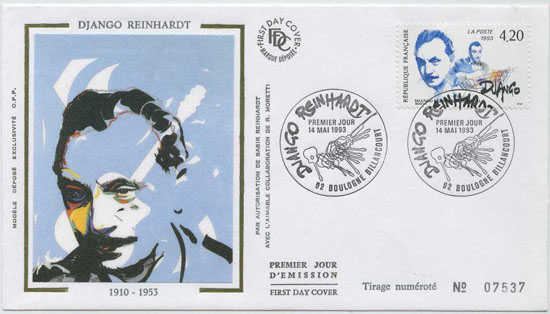 DJANGO REINHARDT
MODÈLE DÉPOSÉ EXCLUSIVITÉ O.P.P.
1910 - 1953
PAR AUTORISATION DE BABIK REINHARDT
AVEC L'AIMABLE COLLABORATION DE R. MORETTI
FIRST DAY COVER
FDC
MARQUE DÉPOSÉE
RÉPUBLIQUE FRANÇAISE
LA POSTE
1993
4,20
DJANGO
DJANGO REINHARDT
PREMIER JOUR
14 MAI 1993
92 BOULOGNE BILLANCOURT
DJANGO REINHARDT
PREMIER JOUR
14 MAI 1993
92 BOULOGNE BILLANCOURT
PREMIER JOUR
D'EMISSION
FIRST DAY COVER
Tirage numéroté Nº 07537